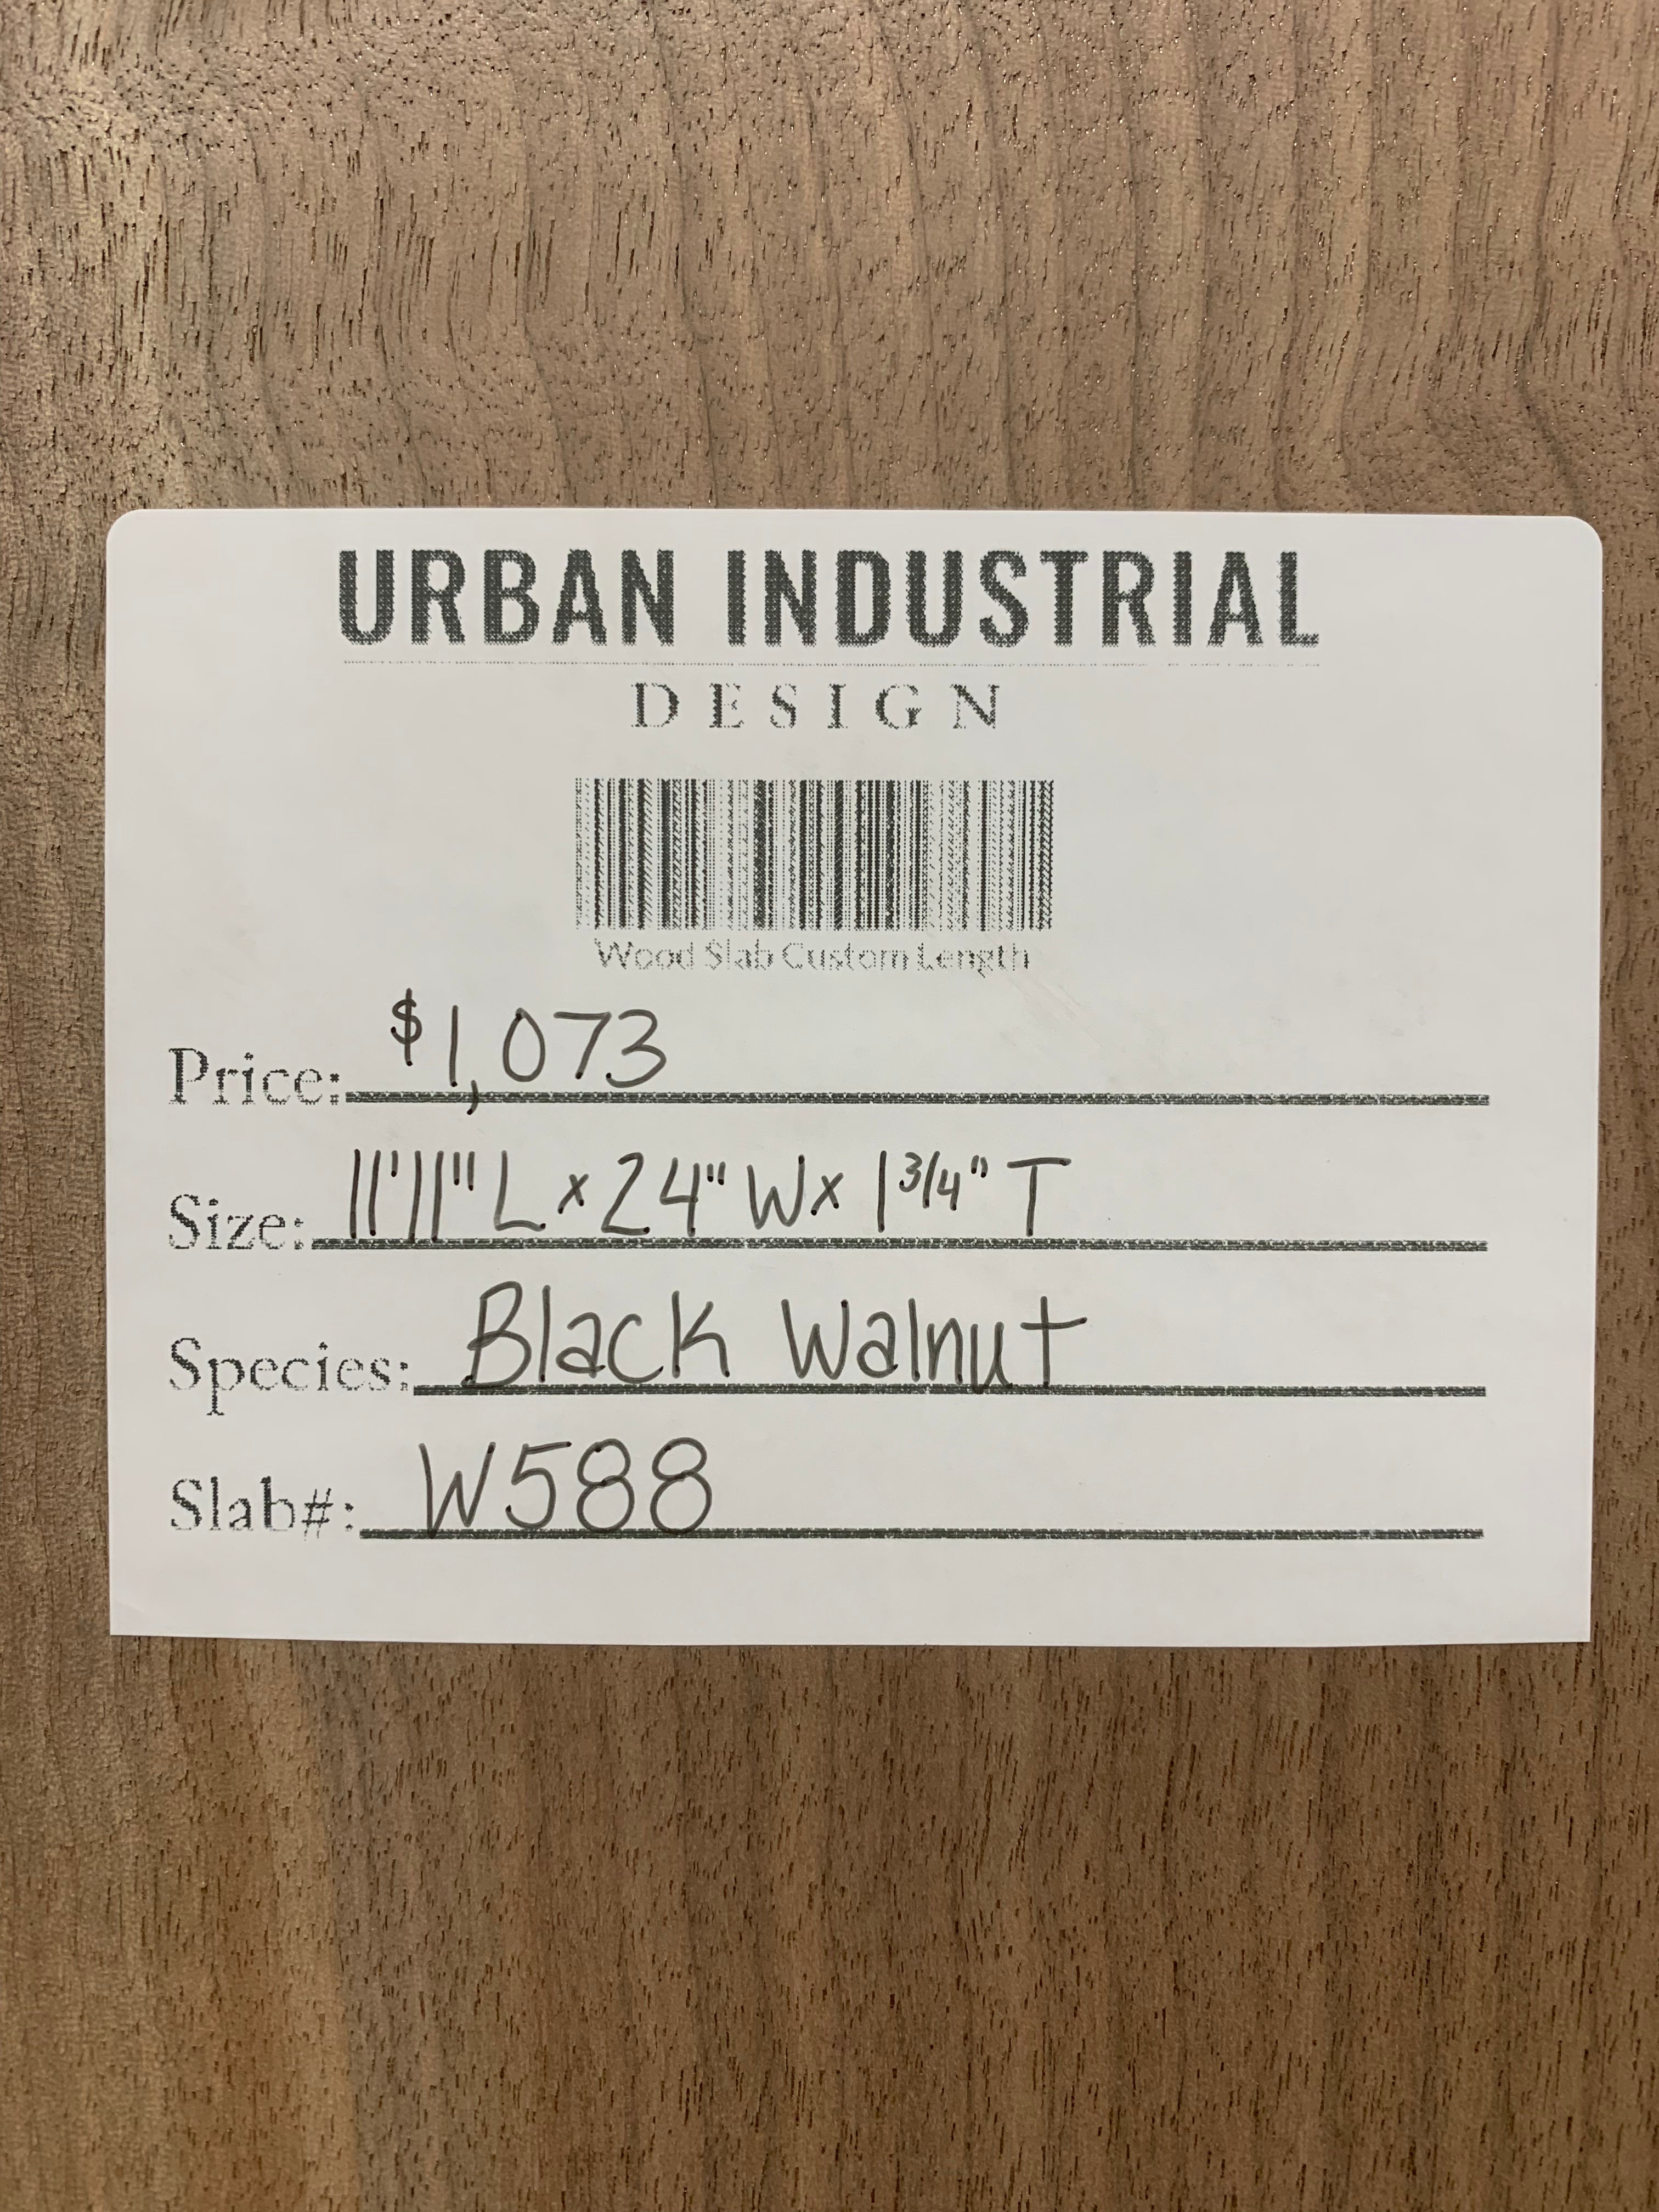 URBAN INDUSTRIAL
DESIGN
Wood Slab Custom Length
Price: $1,073
Size: 11'11" L x 24" W x 1 3/4" T
Species: Black Walnut
Slab#: W588